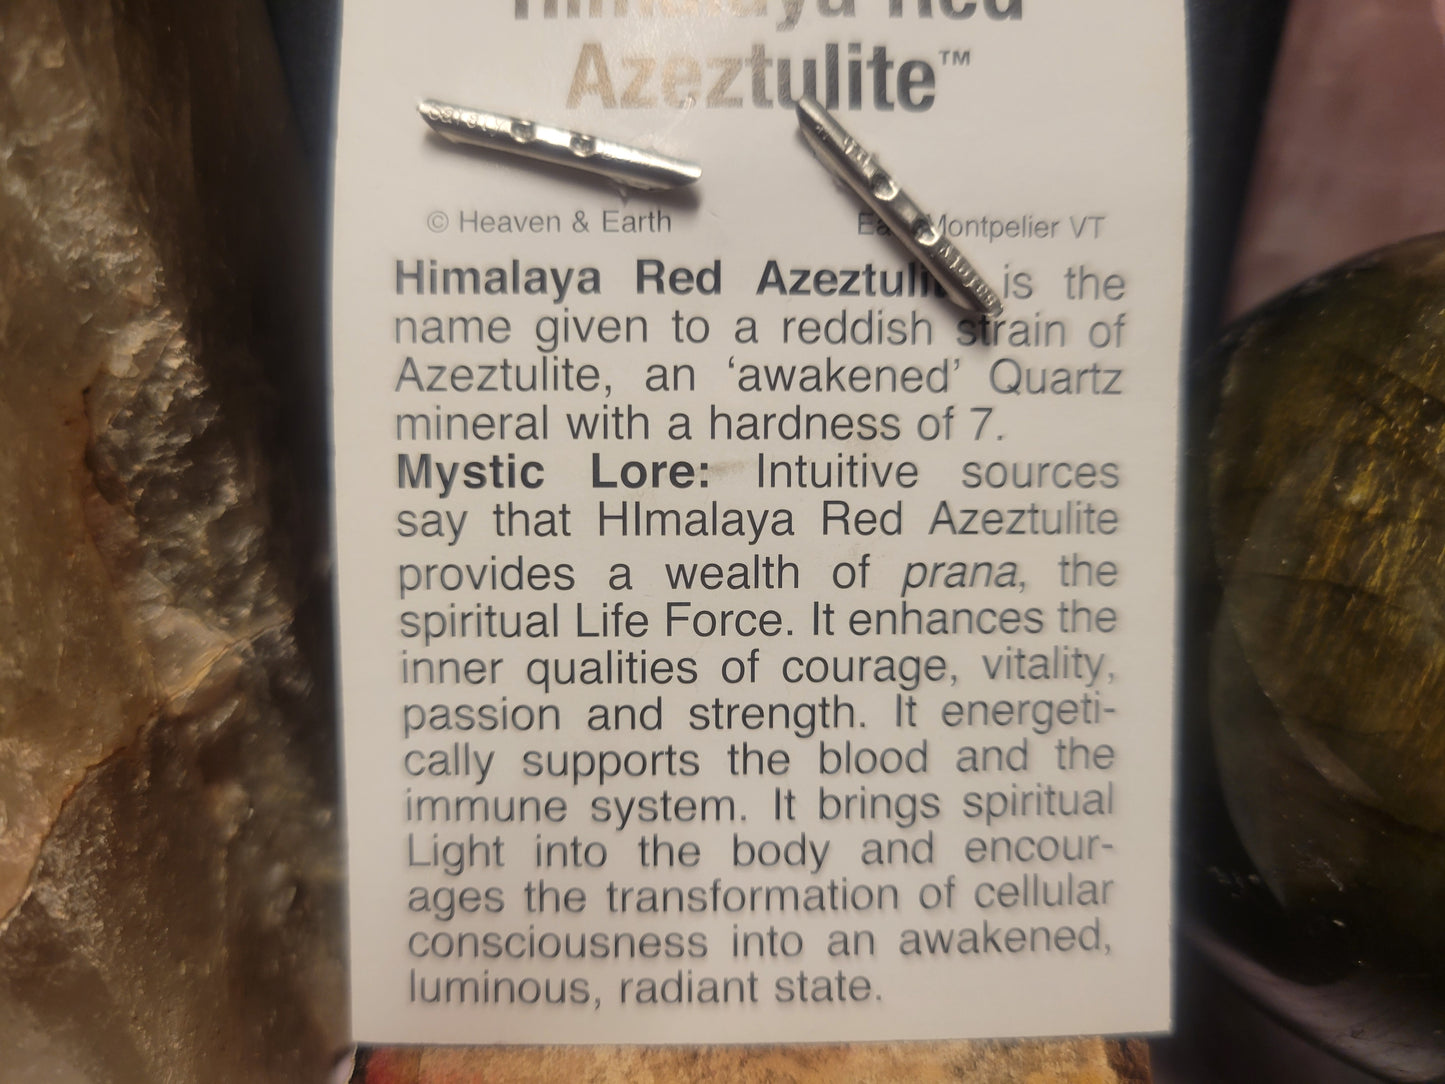 Himalaya Red
Azeztulite™
© Heaven & Earth
Montpelier VT
Himalaya Red Azeztulite is the
name given to a reddish strain of
Azeztulite, an ‘awakened’ Quartz
mineral with a hardness of 7.
Mystic Lore: Intuitive sources
say that HImalaya Red Azeztulite
provides a wealth of prana, the
spiritual Life Force. It enhances the
inner qualities of courage, vitality,
passion and strength. It energeti-
cally supports the blood and the
immune system. It brings spiritual
Light into the body and encour-
ages the transformation of cellular
consciousness into an awakened,
luminous, radiant state.